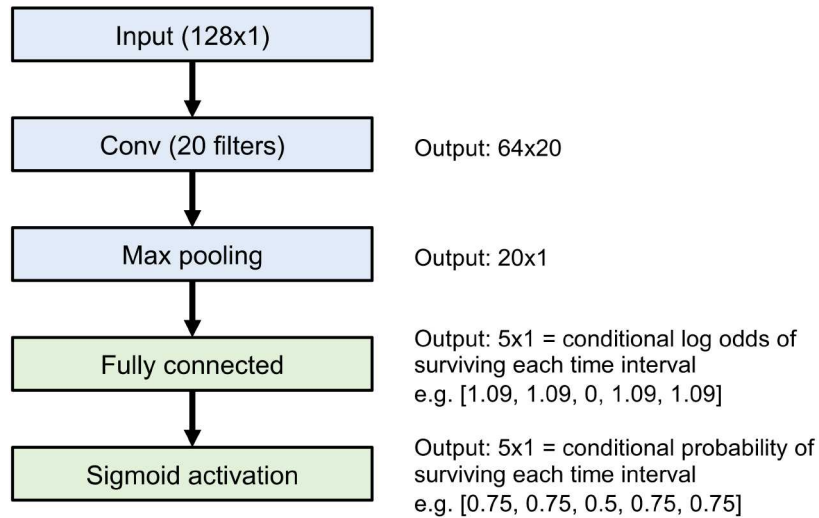 Input (128x1)
Conv (20 filters)
Output: 64x20
Max pooling
Output: 20x1
Fully connected
Output: 5x1 = conditional log odds of
surviving each time interval
e.g. [1.09, 1.09, 0, 1.09, 1.09]
Sigmoid activation
Output: 5x1 = conditional probability of
surviving each time interval
e.g. [0.75, 0.75, 0.5, 0.75, 0.75]